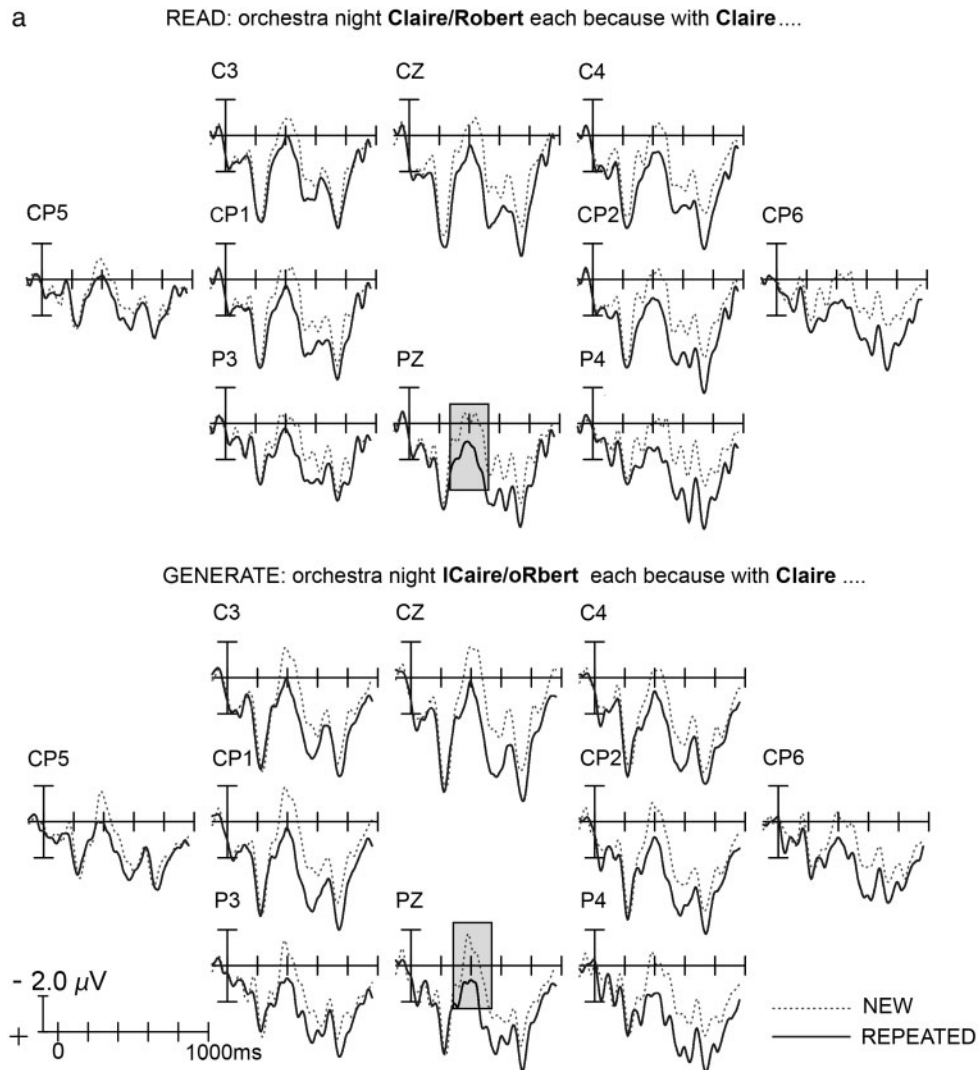 a
READ: orchestra night Claire/Robert each because with Claire ....
C3 CZ C4
CP5 CP1 CP2 CP6
P3 PZ P4
GENERATE: orchestra night lCaire/oRbert each because with Claire ....
C3 CZ C4
CP5 CP1 CP2 CP6
P3 PZ P4
- 2.0 µV
+
0 1000ms
NEW
REPEATED